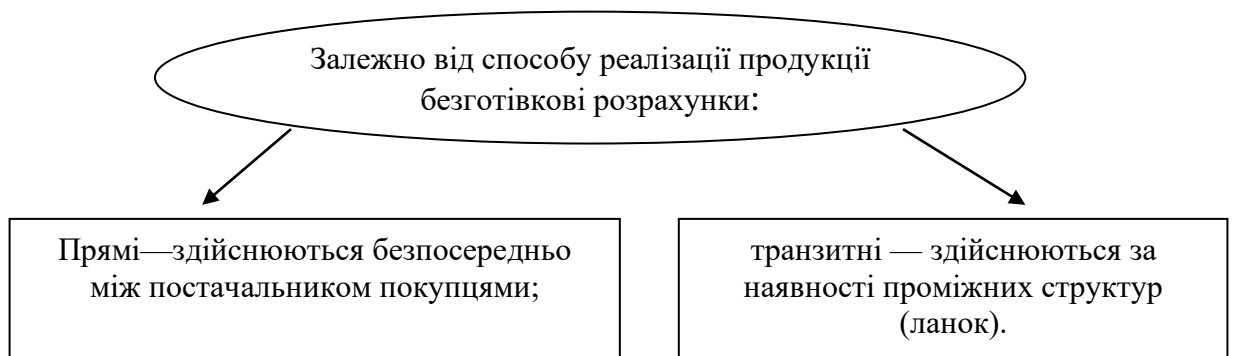 Залежно від способу реалізації продукції
безготівкові розрахунки:
Прямі—здійснюються безпосередньо
між постачальником покупцями;
транзитні — здійснюються за
наявності проміжних структур
(ланок).